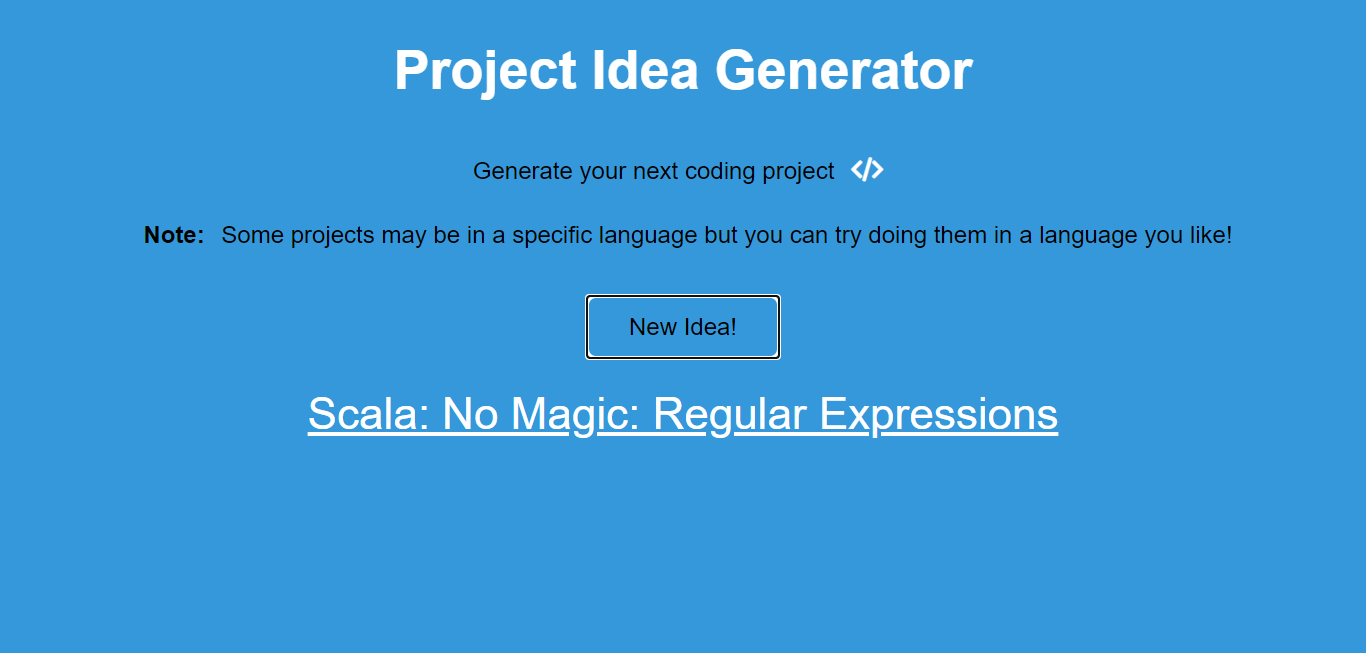 Project Idea Generator
Generate your next coding project </>
Note: Some projects may be in a specific language but you can try doing them in a language you like!
New Idea!
Scala: No Magic: Regular Expressions